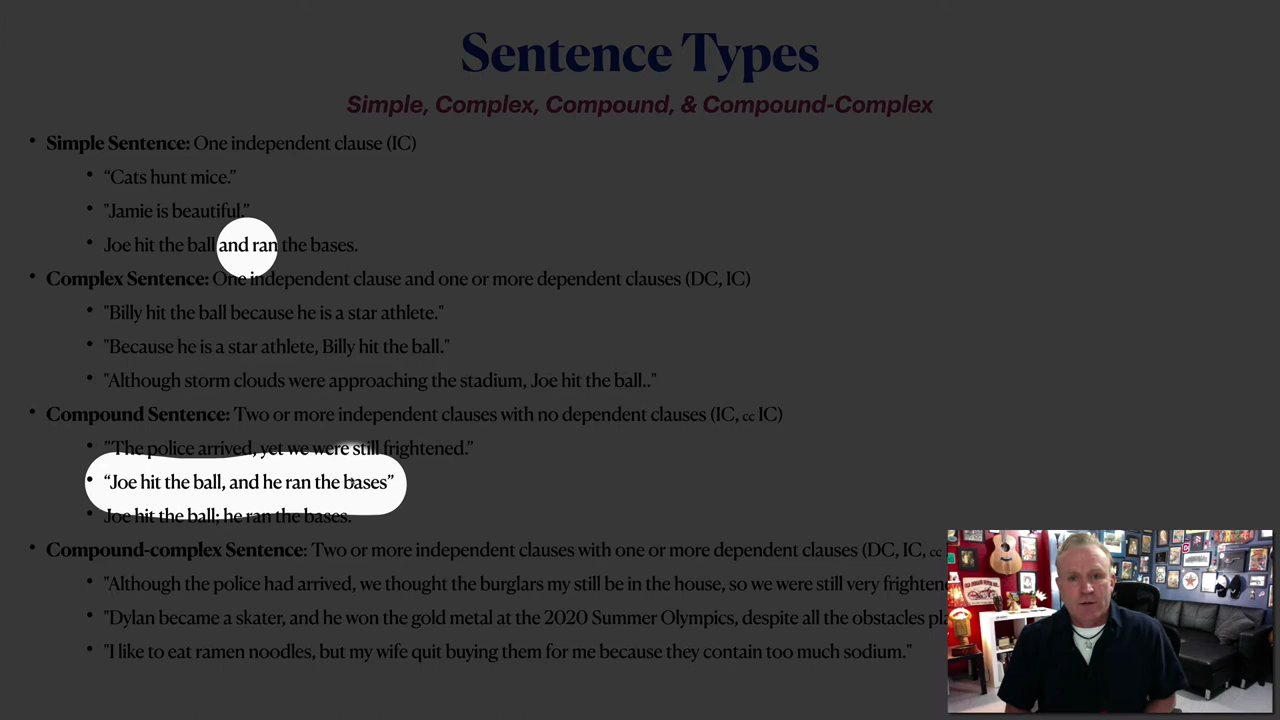 Sentence Types
Simple, Complex, Compound, & Compound-Complex
• Simple Sentence: One independent clause (IC)
• “Cats hunt mice.”
• "Jamie is beautiful.”
• Joe hit the ball and ran the bases.
• Complex Sentence: One independent clause and one or more dependent clauses (DC, IC)
• "Billy hit the ball because he is a star athlete."
• "Because he is a star athlete, Billy hit the ball."
• "Although storm clouds were approaching the stadium, Joe hit the ball.."
• Compound Sentence: Two or more independent clauses with no dependent clauses (IC, cc IC)
• ”The police arrived, yet we were still frightened.”
• “Joe hit the ball, and he ran the bases”
• Joe hit the ball; he ran the bases.
• Compound-complex Sentence: Two or more independent clauses with one or more dependent clauses (DC, IC, cc
• "Although the police had arrived, we thought the burglars my still be in the house, so we were still very
• "Dylan became a skater, and he won the gold metal at the 2020 Summer Olympics, despite all the obstacles
• "I like to eat ramen noodles, but my wife quit buying them for me because they contain too much sodium."